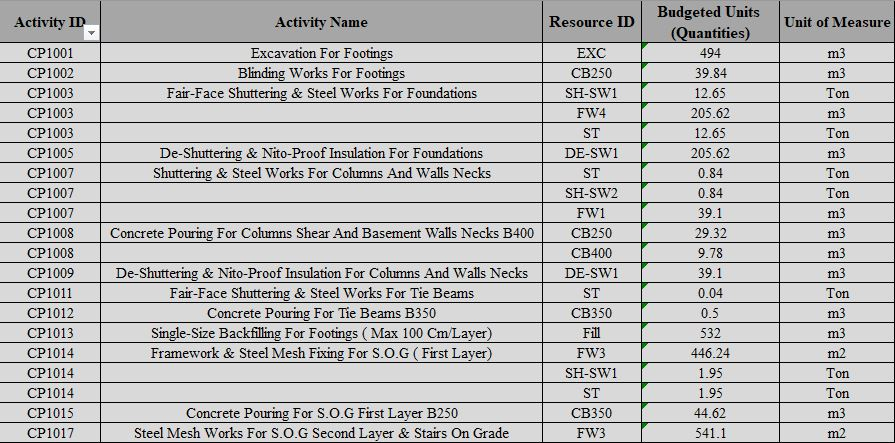 Activity ID Activity Name Resource ID Budgeted Units (Quantities) Unit of Measure
CP1001 Excavation For Footings EXC 494 m3
CP1002 Blinding Works For Footings CB250 39.84 m3
CP1003 Fair-Face Shuttering & Steel Works For Foundations SH-SW1 12.65 Ton
CP1003 FW4 205.62 m3
CP1003 ST 12.65 Ton
CP1005 De-Shuttering & Nito-Proof Insulation For Foundations DE-SW1 205.62 m3
CP1007 Shuttering & Steel Works For Columns And Walls Necks ST 0.84 Ton
CP1007 SH-SW2 0.84 Ton
CP1007 FW1 39.1 m3
CP1008 Concrete Pouring For Columns Shear And Basement Walls Necks B400 CB250 29.32 m3
CP1008 CB400 9.78 m3
CP1009 De-Shuttering & Nito-Proof Insulation For Columns And Walls Necks DE-SW1 39.1 m3
CP1011 Fair-Face Shuttering & Steel Works For Tie Beams ST 0.04 Ton
CP1012 Concrete Pouring For Tie Beams B350 CB350 0.5 m3
CP1013 Single-Size Backfilling For Footings ( Max 100 Cm/Layer) Fill 532 m3
CP1014 Framework & Steel Mesh Fixing For S.O.G ( First Layer) FW3 446.24 m2
CP1014 SH-SW1 1.95 Ton
CP1014 ST 1.95 Ton
CP1015 Concrete Pouring For S.O.G First Layer B250 CB350 44.62 m3
CP1017 Steel Mesh Works For S.O.G Second Layer & Stairs On Grade FW3 541.1 m2